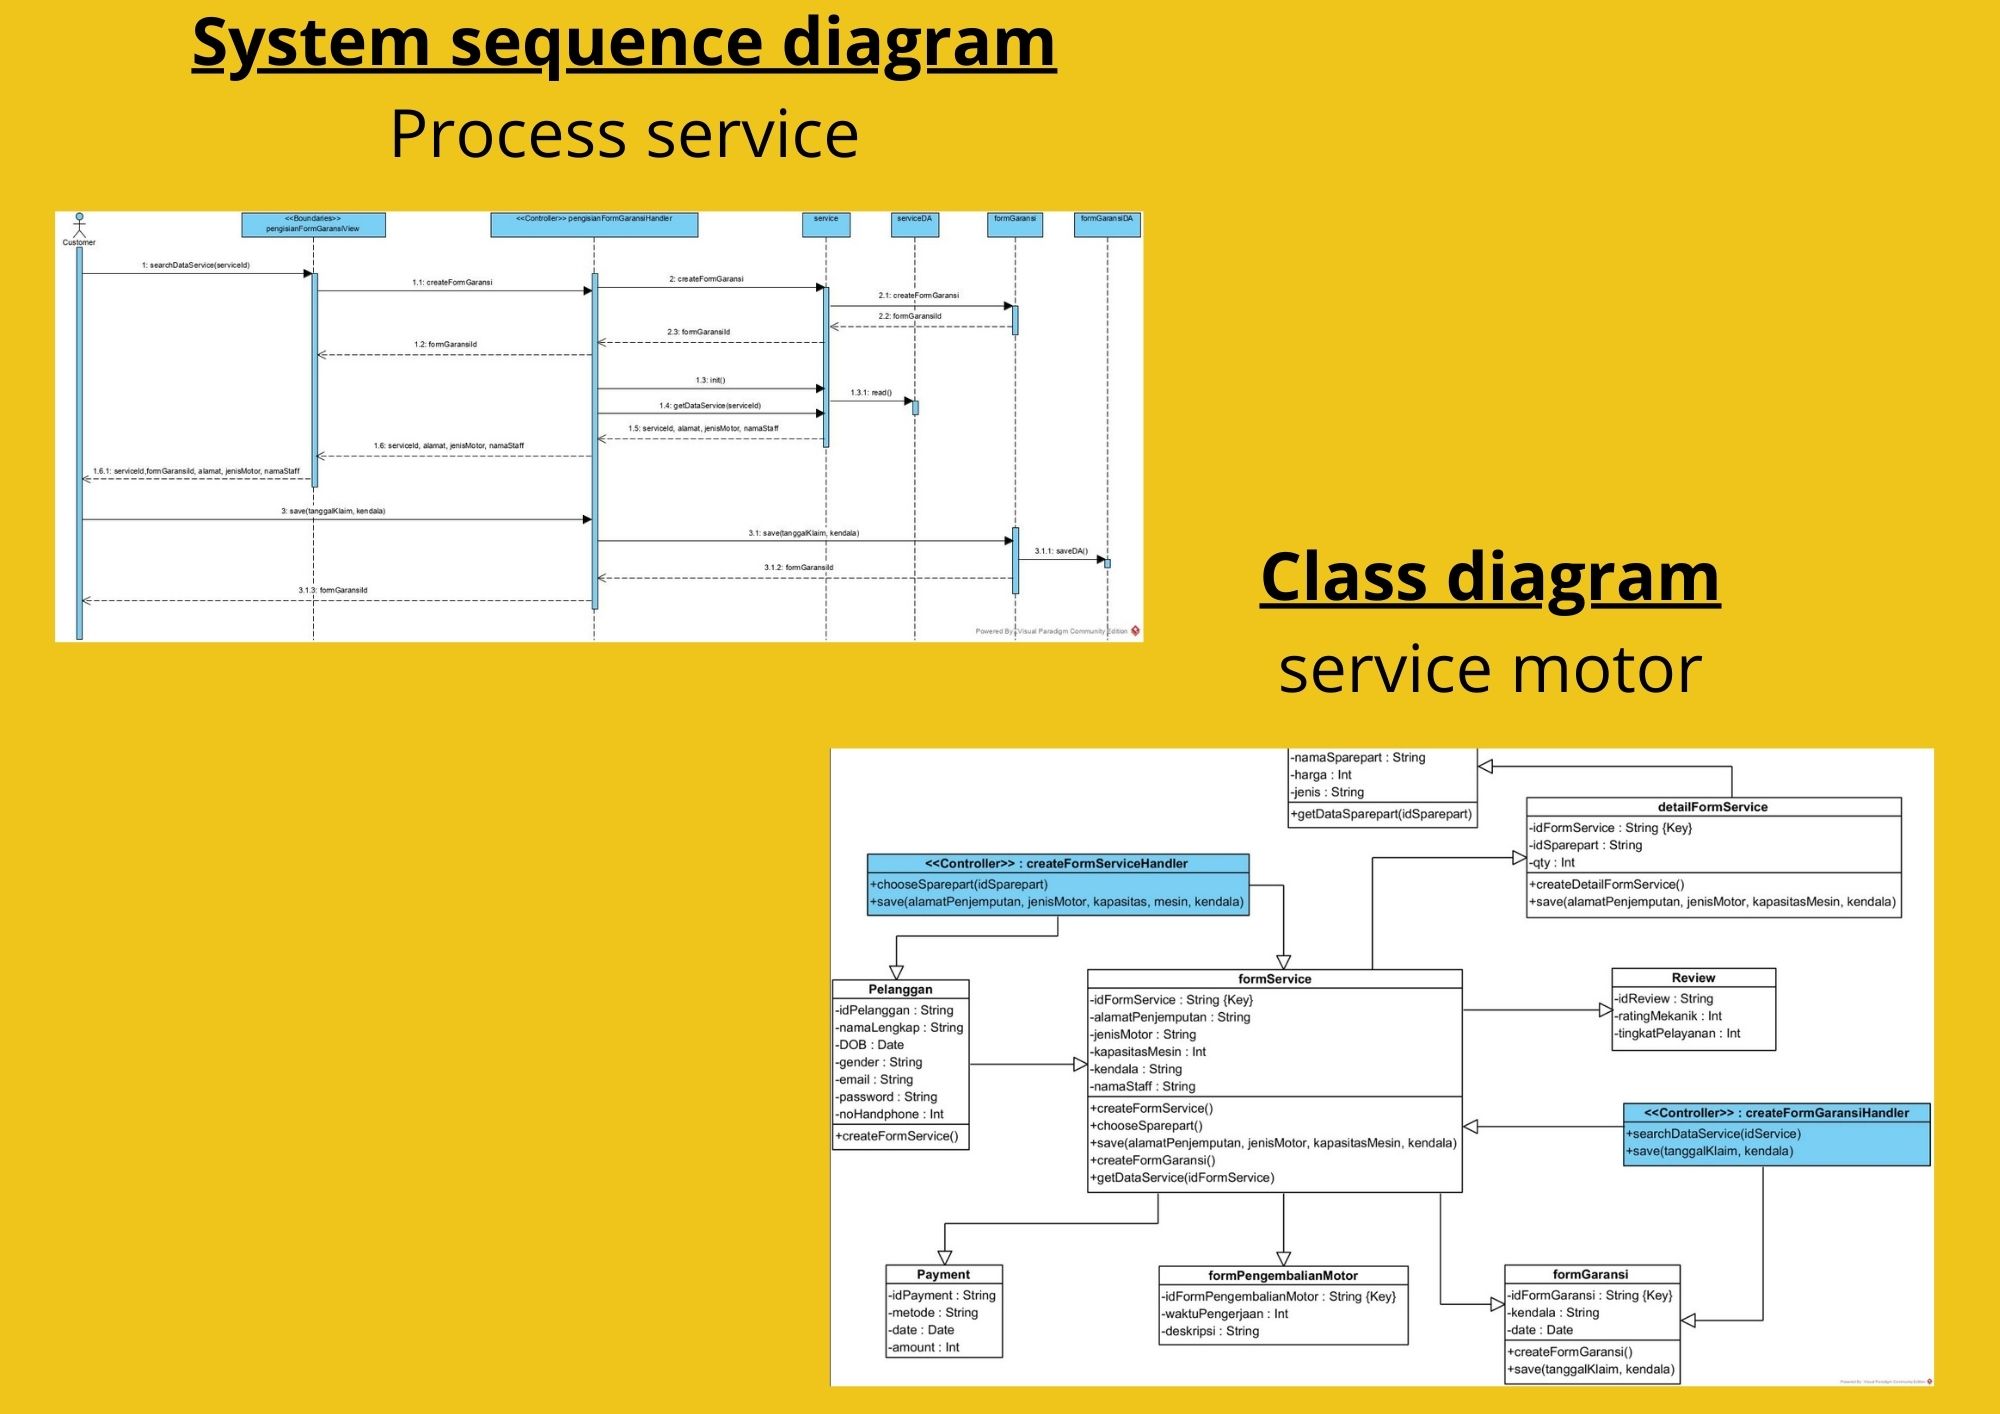 System sequence diagram
Process service
Customer
<<Boundaries>>
pengisianFormGaransiView
<<Controller>> pengisianFormGaransiHandler
service
serviceDA
formGaransi
formGaransiDA
1: searchDataService(serviceId)
1.1: createFormGaransi
2: createFormGaransi
2.1: createFormGaransi
2.2: formGaransiId
2.3: formGaransiId
1.2: formGaransiId
1.3: init()
1.3.1: read()
1.4: getDataService(serviceId)
1.5: serviceId, alamat, jenisMotor, namaStaff
1.6: serviceId, alamat, jenisMotor, namaStaff
1.6.1: serviceId,formGaransiId, alamat, jenisMotor, namaStaff
3: save(tanggalKlaim, kendala)
3.1: save(tanggalKlaim, kendala)
3.1.1: saveDA()
3.1.2: formGaransiId
3.1.3: formGaransiId
Powered By: Visual Paradigm Community Edition
Class diagram
service motor
-namaSparepart : String
-harga : Int
-jenis : String
+getDataSparepart(idSparepart)
detailFormService
-idFormService : String {Key}
-idSparepart : String
-qty : Int
+createDetailFormService()
+save(alamatPenjemputan, jenisMotor, kapasitasMesin, kendala)
<<Controller>> : createFormServiceHandler
+chooseSparepart(idSparepart)
+save(alamatPenjemputan, jenisMotor, kapasitas, mesin, kendala)
Pelanggan
-idPelanggan : String
-namaLengkap : String
-DOB : Date
-gender : String
-email : String
-password : String
-noHandphone : Int
+createFormService()
formService
-idFormService : String {Key}
-alamatPenjemputan : String
-jenisMotor : String
-kapasitasMesin : Int
-kendala : String
-namaStaff : String
+createFormService()
+chooseSparepart()
+save(alamatPenjemputan, jenisMotor, kapasitasMesin, kendala)
+createFormGaransi()
+getDataService(idFormService)
Review
-idReview : String
-ratingMekanik : Int
-tingkatPelayanan : Int
<<Controller>> : createFormGaransiHandler
+searchDataService(idService)
+save(tanggalKlaim, kendala)
Payment
-idPayment : String
-metode : String
-date : Date
-amount : Int
formPengembalianMotor
-idFormPengembalianMotor : String {Key}
-waktuPengerjaan : Int
-deskripsi : String
formGaransi
-idFormGaransi : String {Key}
-kendala : String
-date : Date
+createFormGaransi()
+save(tanggalKlaim, kendala)
Powered By: Visual Paradigm Community Edition